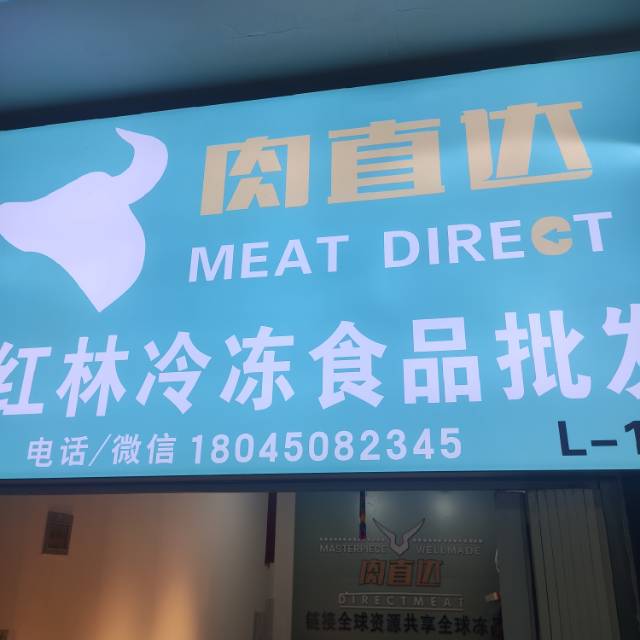 肉直达
MEAT DIRECT
红林冷冻食品批发
电话/微信 18045082345
L-1
MASTERPIECE WELLMADE
肉直达
DIRECTMEAT
链接全球资源共享全球冻